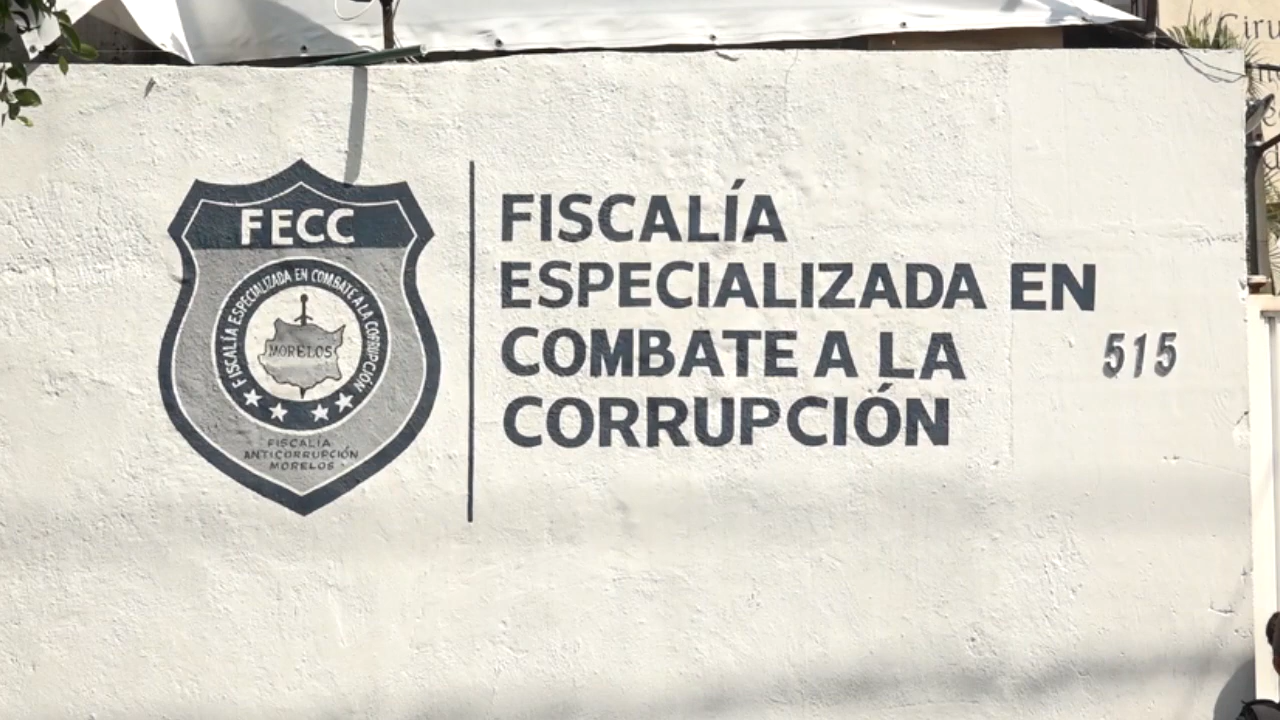 FECC
FISCALÍA ESPECIALIZADA EN COMBATE A LA CORRUPCIÓN
MORELOS
FISCALÍA
ANTICORRUPCIÓN
MORELOS
FISCALÍA
ESPECIALIZADA EN
COMBATE A LA
CORRUPCIÓN
515